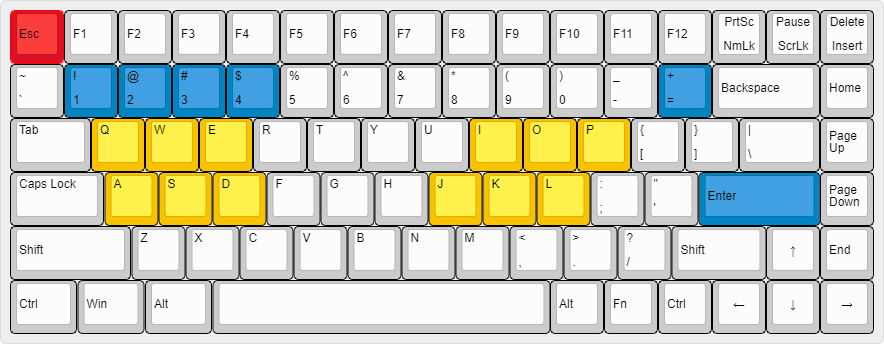 Esc F1 F2 F3 F4 F5 F6 F7 F8 F9 F10 F11 F12 PrtSc Pause Delete
NmLk ScrLk Insert
~ ! @ # $ % ^ & * ( ) _ +
` 1 2 3 4 5 6 7 8 9 0 - = Backspace Home
Tab Q W E R T Y U I O P { } | Page
[ ] \ Up
Caps Lock A S D F G H J K L : " Enter Page
; ' Down
Shift Z X C V B N M < > ? Shift ↑ End
, . /
Ctrl Win Alt Alt Fn Ctrl ← ↓ →